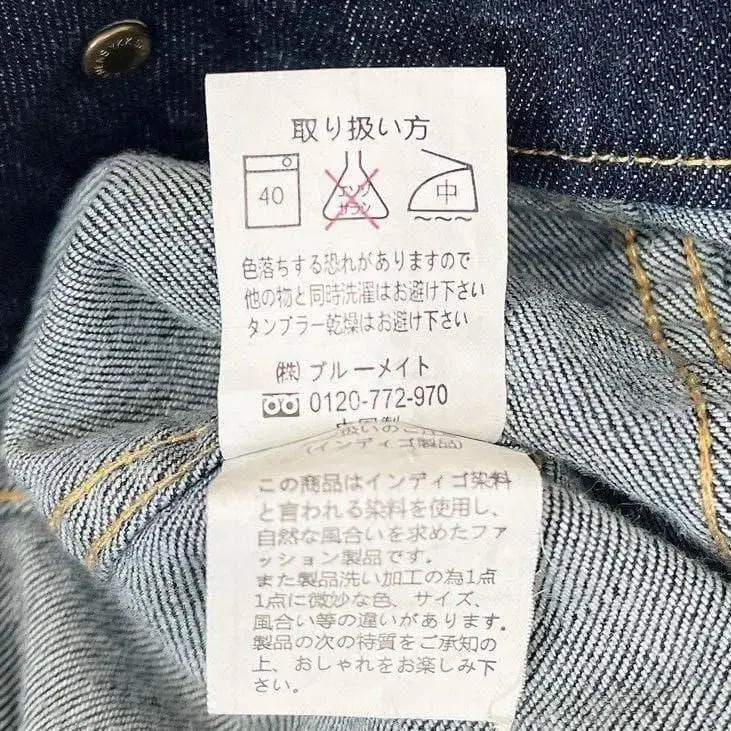 取り扱い方
40
エンソ
サラシ
中
色落ちする恐れがありますので
他の物と同時洗濯はお避け下さい
タンブラー乾燥はお避け下さい
㈱ ブルーメイト
0120-772-970
中国製
(インディゴ製品)
この商品はインディゴ染料
と言われる染料を使用し、
自然な風合いを求めたファ
ッション製品です。
また製品洗い加工の為1点
1点に微妙な色、サイズ、
風合い等の違いがあります。
製品の次の特質をご承知の
上、おしゃれをお楽しみ下
さい。